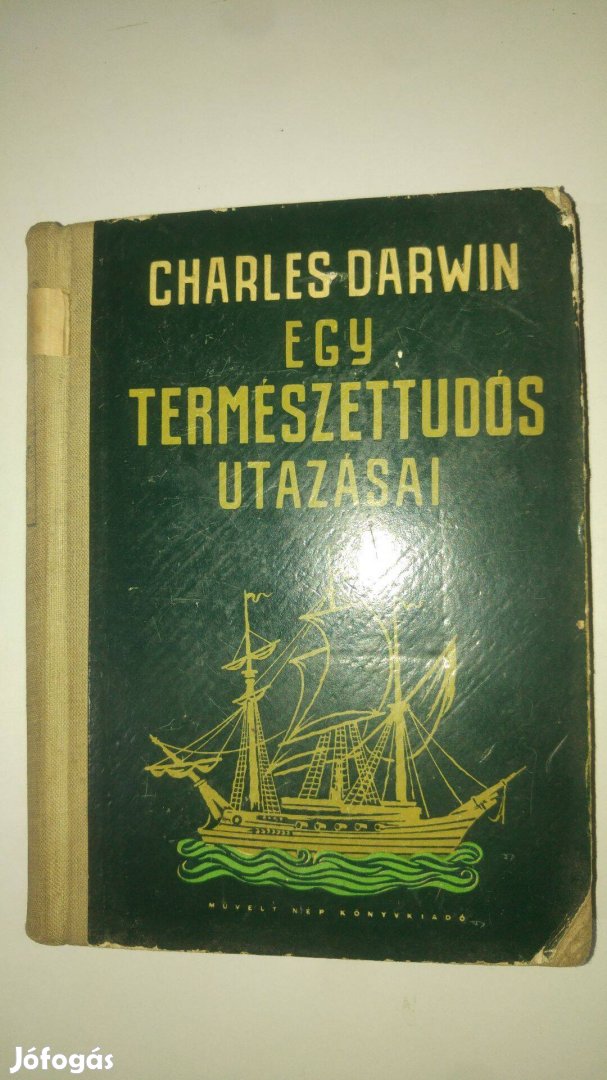 CHARLES DARWIN
EGY
TERMÉSZETTUDÓS
UTAZÁSAI
MŰVELT NÉP KÖNYVKIADÓ
Jófogás